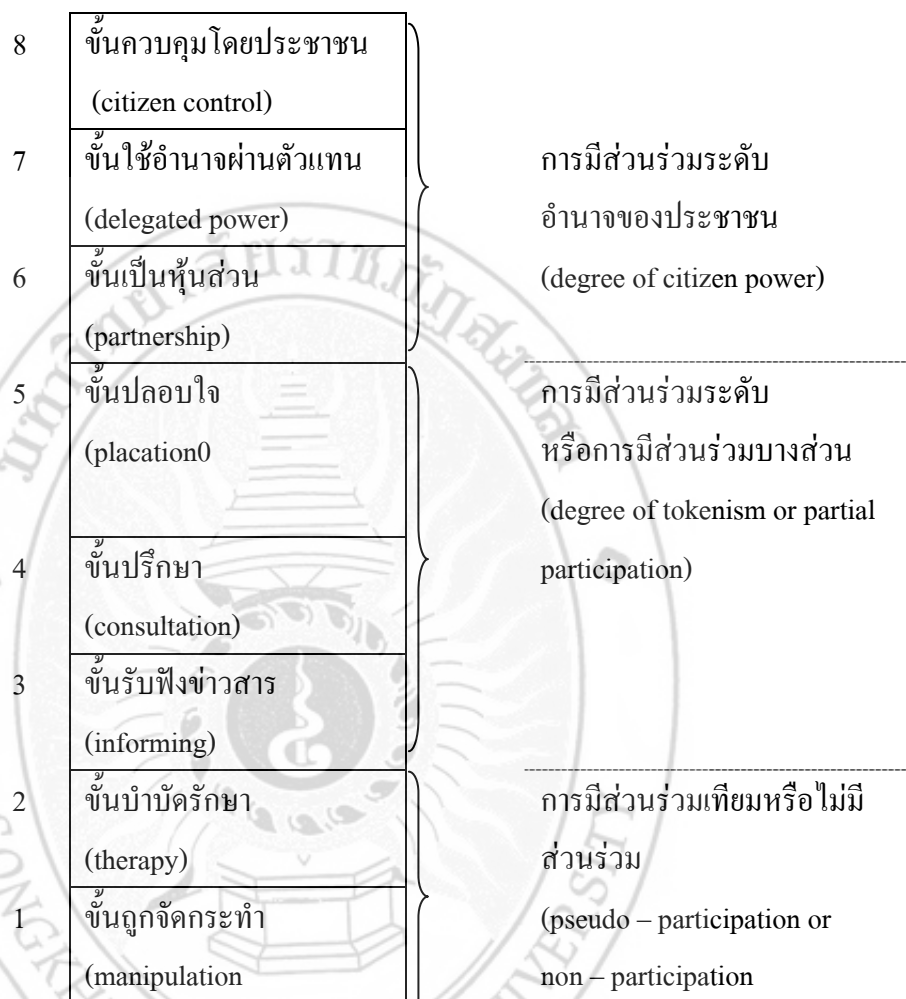 8 ขั้นควบคุมโดยประชาชน
(citizen control)
7 ขั้นใช้อำนาจผ่านตัวแทน การมีส่วนร่วมระดับ
(delegated power) อำนาจของประชาชน
6 ขั้นเป็นหุ้นส่วน (degree of citizen power)
(partnership)
5 ขั้นปลอบใจ การมีส่วนร่วมระดับ
(placation0 หรือการมีส่วนร่วมบางส่วน
(degree of tokenism or partial
4 ขั้นปรึกษา participation)
(consultation)
3 ขั้นรับฟังข่าวสาร
(informing)
2 ขั้นบำบัดรักษา การมีส่วนร่วมเทียมหรือไม่มี
(therapy) ส่วนร่วม
1 ขั้นถูกจัดกระทำ (pseudo – participation or
(manipulation non – participation